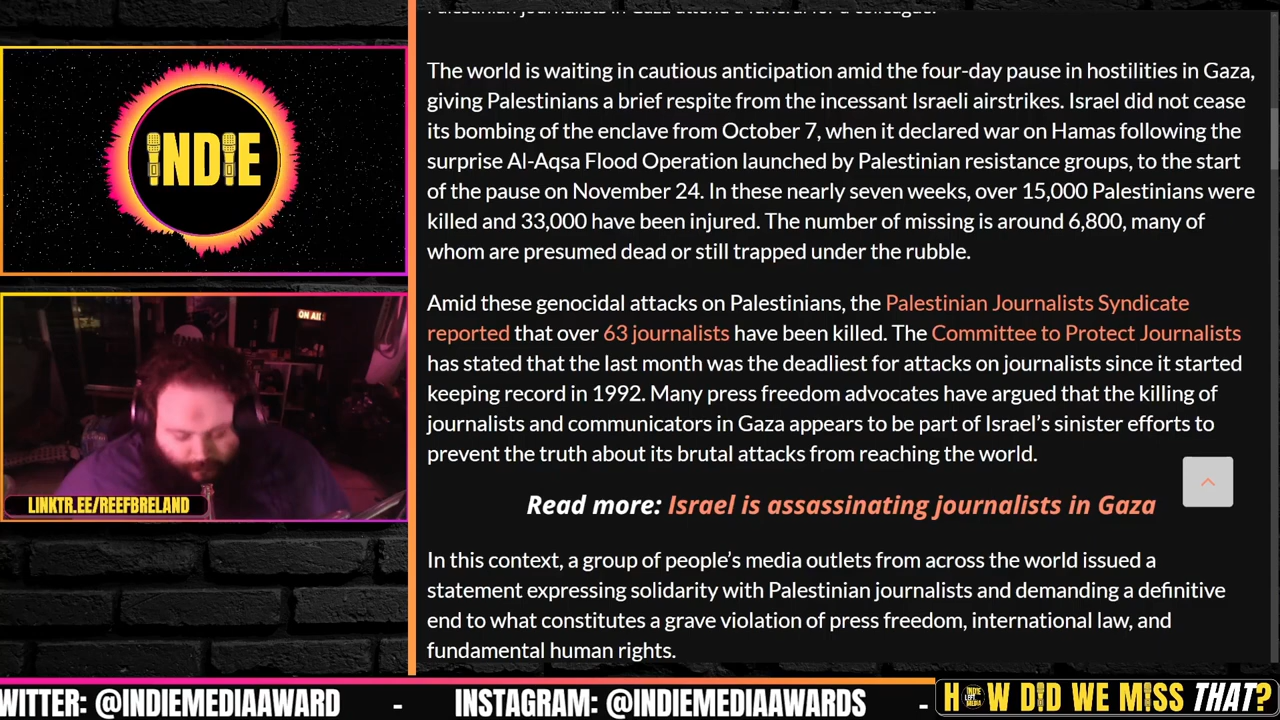 Palestinian journalists in Gaza attend a funeral for a colleague.
The world is waiting in cautious anticipation amid the four-day pause in hostilities in Gaza,
giving Palestinians a brief respite from the incessant Israeli airstrikes. Israel did not cease
its bombing of the enclave from October 7, when it declared war on Hamas following the
surprise Al-Aqsa Flood Operation launched by Palestinian resistance groups, to the start
of the pause on November 24. In these nearly seven weeks, over 15,000 Palestinians were
killed and 33,000 have been injured. The number of missing is around 6,800, many of
whom are presumed dead or still trapped under the rubble.
Amid these genocidal attacks on Palestinians, the Palestinian Journalists Syndicate
reported that over 63 journalists have been killed. The Committee to Protect Journalists
has stated that the last month was the deadliest for attacks on journalists since it started
keeping record in 1992. Many press freedom advocates have argued that the killing of
journalists and communicators in Gaza appears to be part of Israel's sinister efforts to
prevent the truth about its brutal attacks from reaching the world.
Read more: Israel is assassinating journalists in Gaza
In this context, a group of people's media outlets from across the world issued a
statement expressing solidarity with Palestinian journalists and demanding a definitive
end to what constitutes a grave violation of press freedom, international law, and
fundamental human rights.
INDIE
ON AIR
LINKTR.EE/REEFBRELAND
WITTER: @INDIEMEDIAAWARD - INSTAGRAM: @INDIEMEDIAAWARDS -
HOW DID WE MISS THAT?